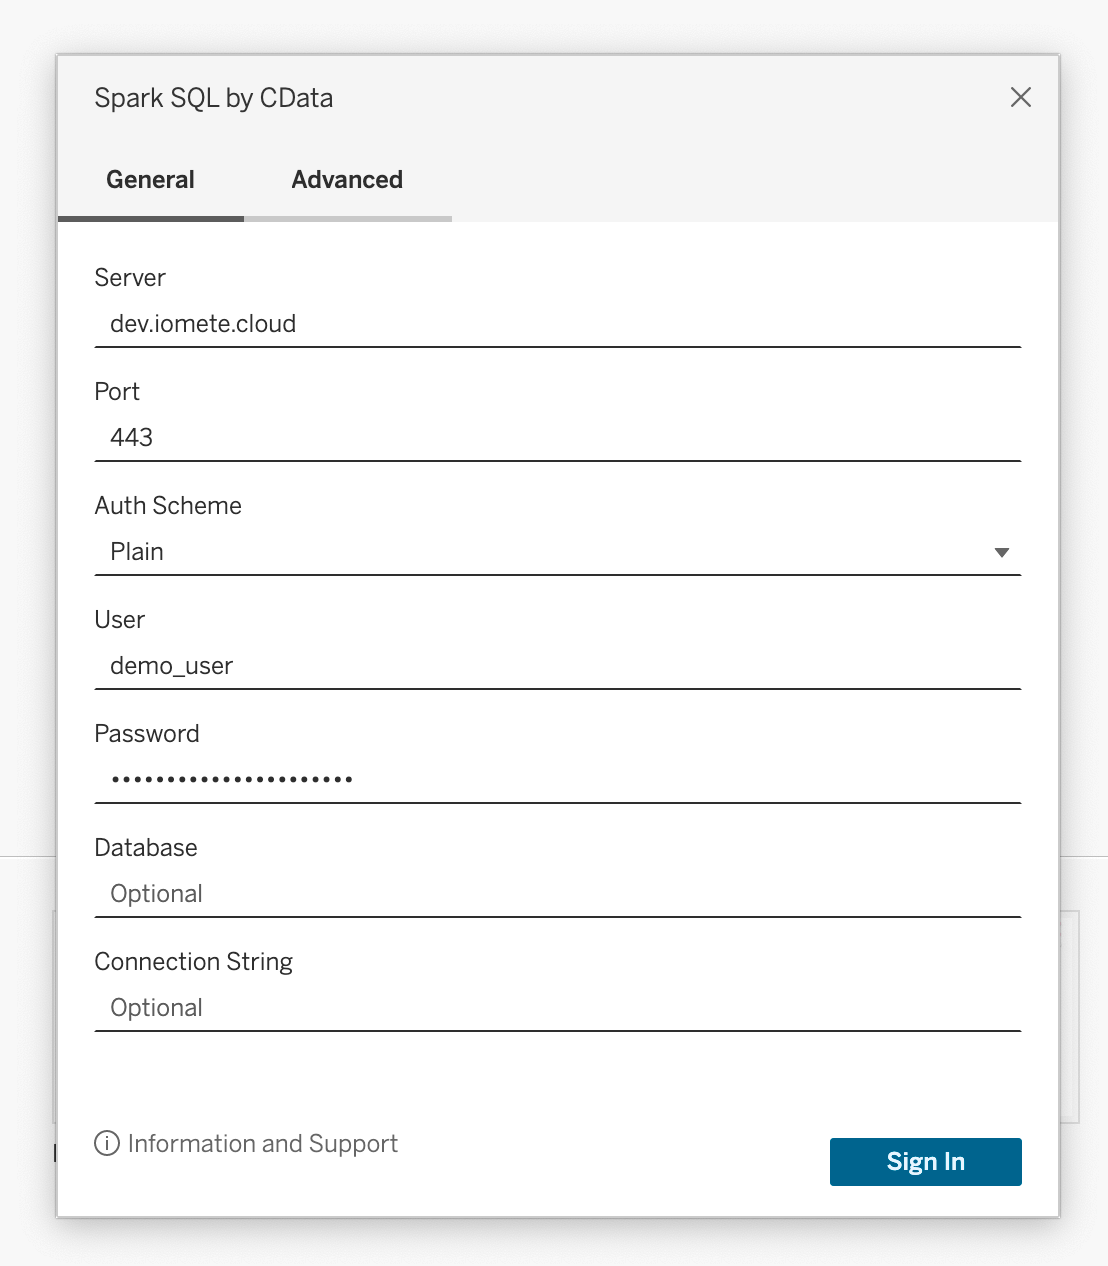 Spark SQL by CData
General Advanced
Server
dev.iomete.cloud
Port
443
Auth Scheme
Plain
User
demo_user
Password
••••••••••••••••••••••
Database
Optional
Connection String
Optional
Information and Support
Sign In